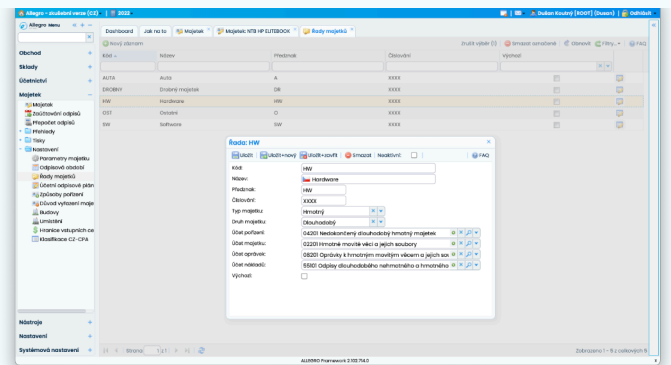 Allegro - zkušební verze (CZ) 2022 Dušan Koutný [ROOT] (Dusan) Odhlásit
Allegro Menu
Dashboard Jak na to Majetek Majetek: NTB HP ELITEBOOK Řady majetků
Nový záznam Zrušit výběr (1) Smazat označené Obnovit Filtry... FAQ
Kód Název Předznak Číslování Výchozí
Obchod
Sklady
Účetnictví
Majetek
Majetek
Zaúčtování odpisů
Přepočet odpisů
Přehledy
Tisky
Nastavení
Parametry majetku
Odpisová období
Řady majetků
Účetní odpisové plán
Způsoby pořízení
Důvod vyřazení maje
Budovy
Umístění
Hranice vstupních ce
Klasifikace CZ-CPA
Nástroje
Nastavení
Systémová nastavení
AUTA Auta A XXXX
DROBNY Drobný majetek DR XXXX
HW Hardware HW XXXX
OST Ostatní O XXXX
SW Software SW XXXX
Řada: HW
Uložit Uložit+nový Uložit+zavřít Smazat Neaktivní: FAQ
Kód: HW
Název: Hardware
Předznak: HW
Číslování: XXXX
Typ majetku: Hmotný
Druh majetku: Dlouhodobý
Účet pořízení: 04201 Nedokončený dlouhodobý hmotný majetek
Účet majetku: 02201 Hmotné movité věci a jejich soubory
Účet oprávek: 08201 Oprávky k hmotným movitým věcem a jejich sou
Účet nákladů: 55101 Odpisy dlouhodobého nehmotného a hmotného
Výchozí:
Strana 1 z 1 Zobrazeno 1 - 5 z celkových 5
ALLEGRO Framework 2.102.714.0